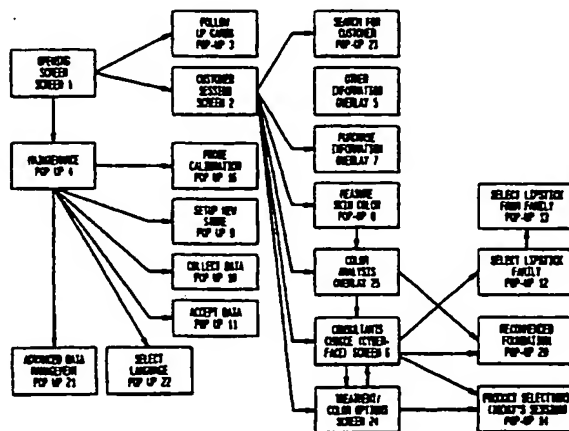 OPENING
SCREEN
SCREEN 1
FOLLOW
UP CARDS
POP-UP 3
CUSTOMER
SESSION
SCREEN 2
SEARCH FOR
CUSTOMER
POP-UP 23
OTHER
INFORMATION
OVERLAY 5
MAINTENANCE
POP UP 4
PROBE
CALIBRATION
POP UP 16
PURCHASE
INFORMATION
OVERLAY 7
SETUP NEW
STORE
POP UP 9
MEASURE
SKIN COLOR
POP-UP 8
SELECT LIPSTICK
FROM FAMILY
POP-UP 13
COLLECT DATA
POP UP 10
COLOR
ANALYSIS
OVERLAY 25
SELECT LIPSTICK
FAMILY
POP-UP 12
ACCEPT DATA
POP UP 11
CONSULTANTS
CHOICE (CYBER-
FACE) SCREEN 6
RECOMMENDED
FOUNDATION
POP-UP 20
ADVANCED DATA
MANAGEMENT
POP UP 21
SELECT
LANGUAGE
POP UP 22
TREATMENT/
COLOR OPTIONS
SCREEN 24
PRODUCT SELECTIONS
(TODAY'S SESSION)
POP-UP 14